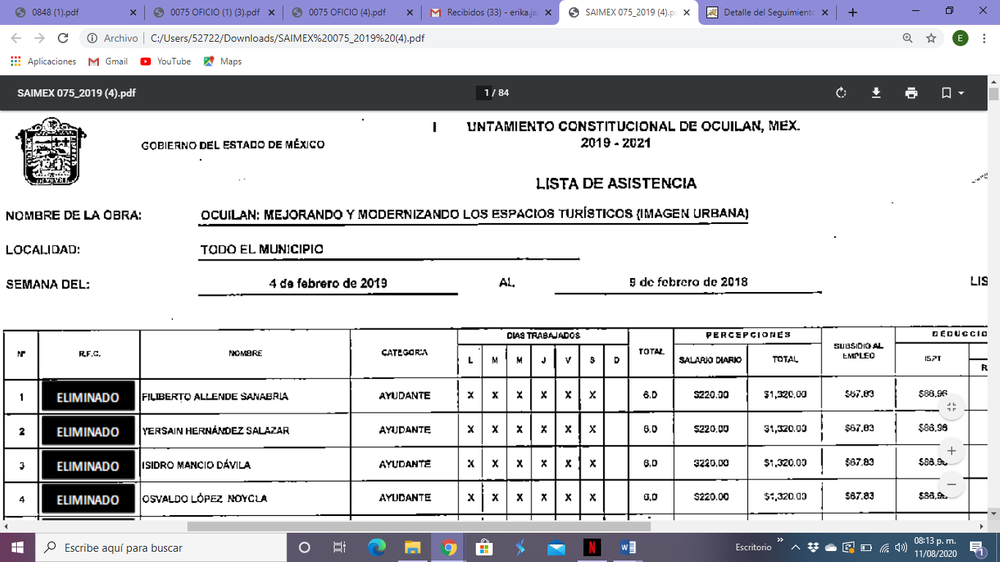 0848 (1).pdf
0075 OFICIO (1) (3).pdf
0075 OFICIO (4).pdf
Recibidos (33) - erika.ja
SAIMEX 075_2019 (4).p
Detalle del Seguimiento
Archivo C:/Users/52722/Downloads/SAIMEX%20075_2019%20(4).pdf
E
Aplicaciones Gmail YouTube Maps
SAIMEX 075_2019 (4).pdf
1 / 84
GOBIERNO DEL ESTADO DE MÉXICO
UNTAMIENTO CONSTITUCIONAL DE OCUILAN, MEX.
2019 - 2021
LISTA DE ASISTENCIA
NOMBRE DE LA OBRA: OCUILAN: MEJORANDO Y MODERNIZANDO LOS ESPACIOS TURÍSTICOS (IMAGEN URBANA)
LOCALIDAD: TODO EL MUNICIPIO
SEMANA DEL: 4 de febrero de 2019 AL 9 de febrero de 2018 LIS
Nº R.F.C. NOMBRE CATEGORIA DIAS TRABAJADOS TOTAL PERCEPCIONES SUBSIDIO AL EMPLEO DEDUCCIO
L M M J V S D SALARIO DIARIO TOTAL ISPT R
1 ELIMINADO FILIBERTO ALLENDE SANABRIA AYUDANTE X X X X X X 6.0 $220.00 $1,320.00 $67.83 $86.96
2 ELIMINADO YERSAIN HERNÁNDEZ SALAZAR AYUDANTE X X X X X X 6.0 $220.00 $1,320.00 $67.83 $86.96
3 ELIMINADO ISIDRO MANCIO DÁVILA AYUDANTE X X X X X X 6.0 $220.00 $1,320.00 $67.83 $86.96
4 ELIMINADO OSVALDO LÓPEZ NOYOLA AYUDANTE X X X X X X 6.0 $220.00 $1,320.00 $67.83 $86.96
Escribe aquí para buscar
Escritorio
08:13 p. m.
11/08/2020
1